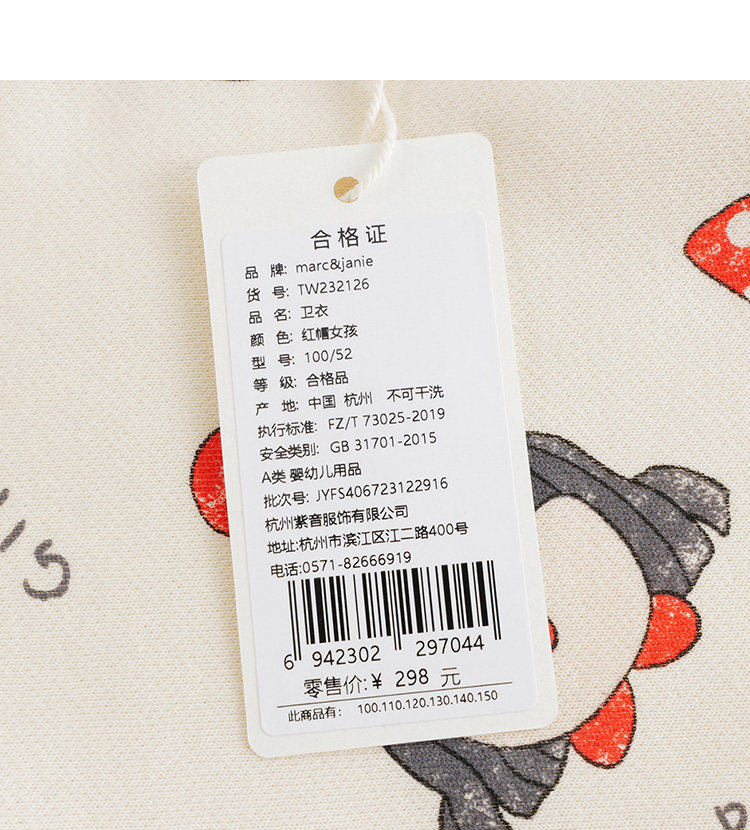 合格证
品 牌: marc&janie
货 号: TW232126
品 名: 卫衣
颜 色: 红帽女孩
型 号: 100/52
等 级: 合格品
产 地: 中国 杭州 不可干洗
执行标准: FZ/T 73025-2019
安全类别: GB 31701-2015
A类 婴幼儿用品
批次号: JYFS406723122916
杭州紫音服饰有限公司
地址:杭州市滨江区江二路400号
电话:0571-82666919
6 942302 297044
零售价:¥ 298 元
此商品有: 100.110.120.130.140.150